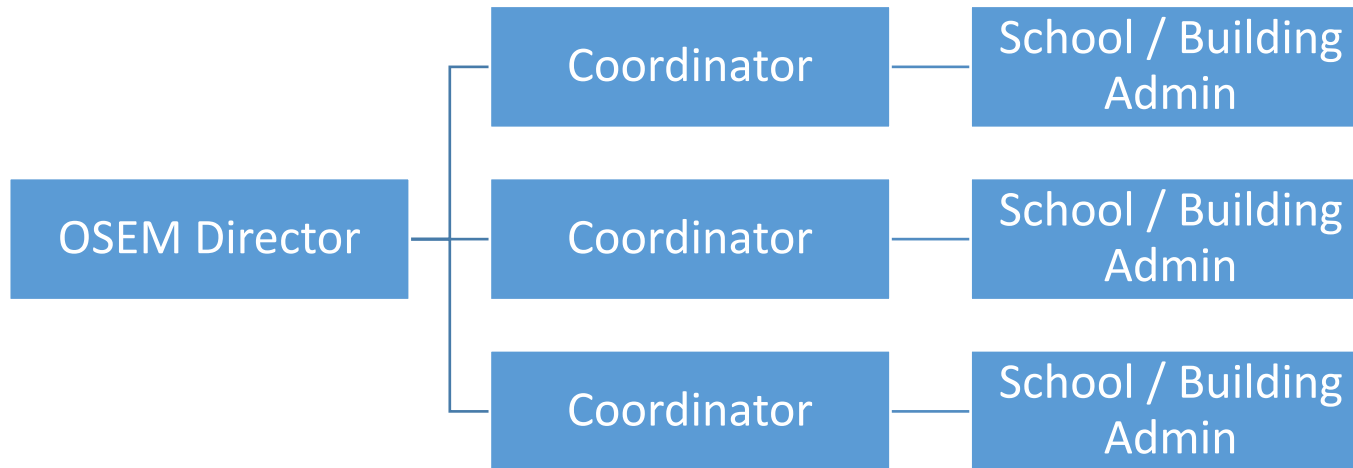 Coordinator
School / Building
Admin
OSEM Director
Coordinator
School / Building
Admin
Coordinator
School / Building
Admin